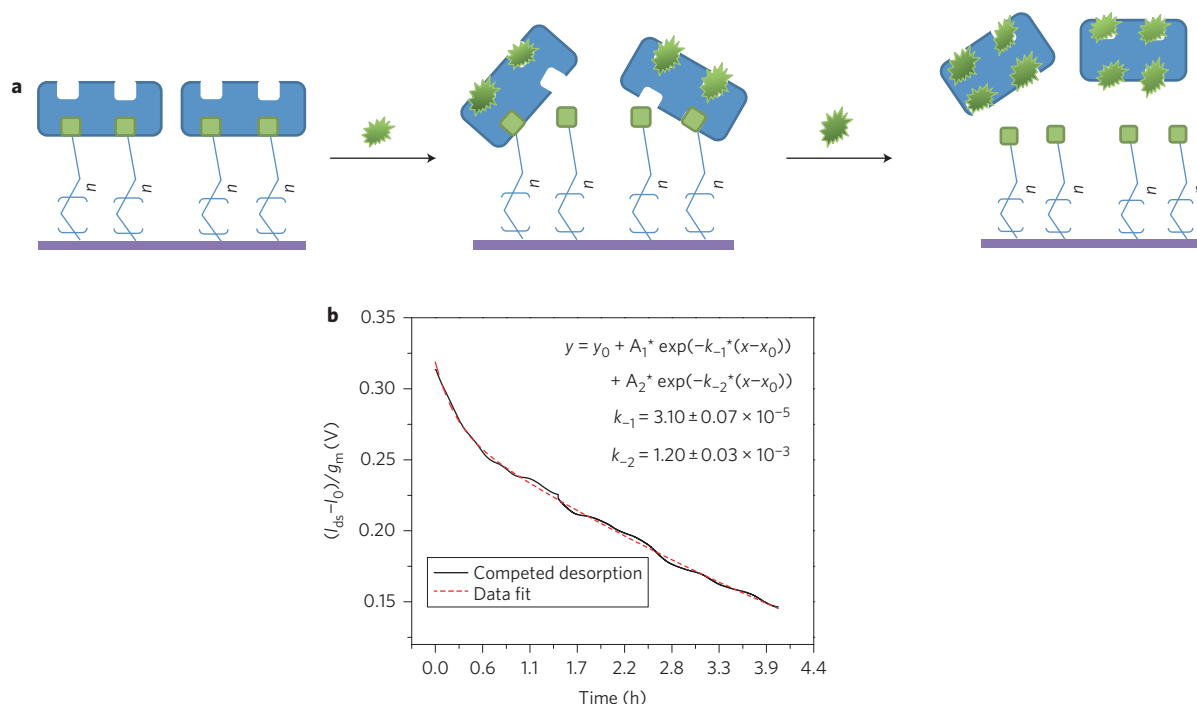 a
n
n
n
n
n
n
n
n
n
n
n
b
0.35
y = y₀ + A₁* exp(−k₋₁*(x−x₀))
+ A₂* exp(−k₋₂*(x−x₀))
0.30
k₋₁ = 3.10 ± 0.07 × 10⁻⁵
k₋₂ = 1.20 ± 0.03 × 10⁻³
0.25
(I_ds−I₀)/g_m (V)
0.20
Competed desorption
Data fit
0.15
0.0 0.6 1.1 1.7 2.2 2.8 3.3 3.9 4.4
Time (h)